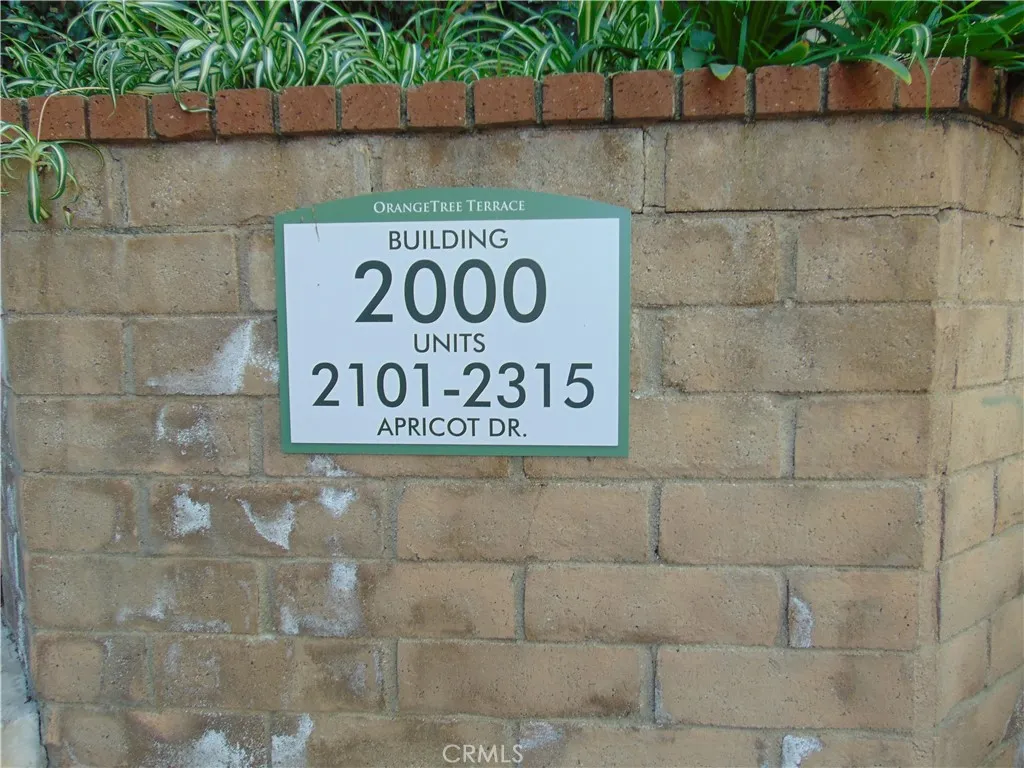 OrangeTree Terrace
BUILDING
2000
UNITS
2101-2315
APRICOT DR.
CRMLS